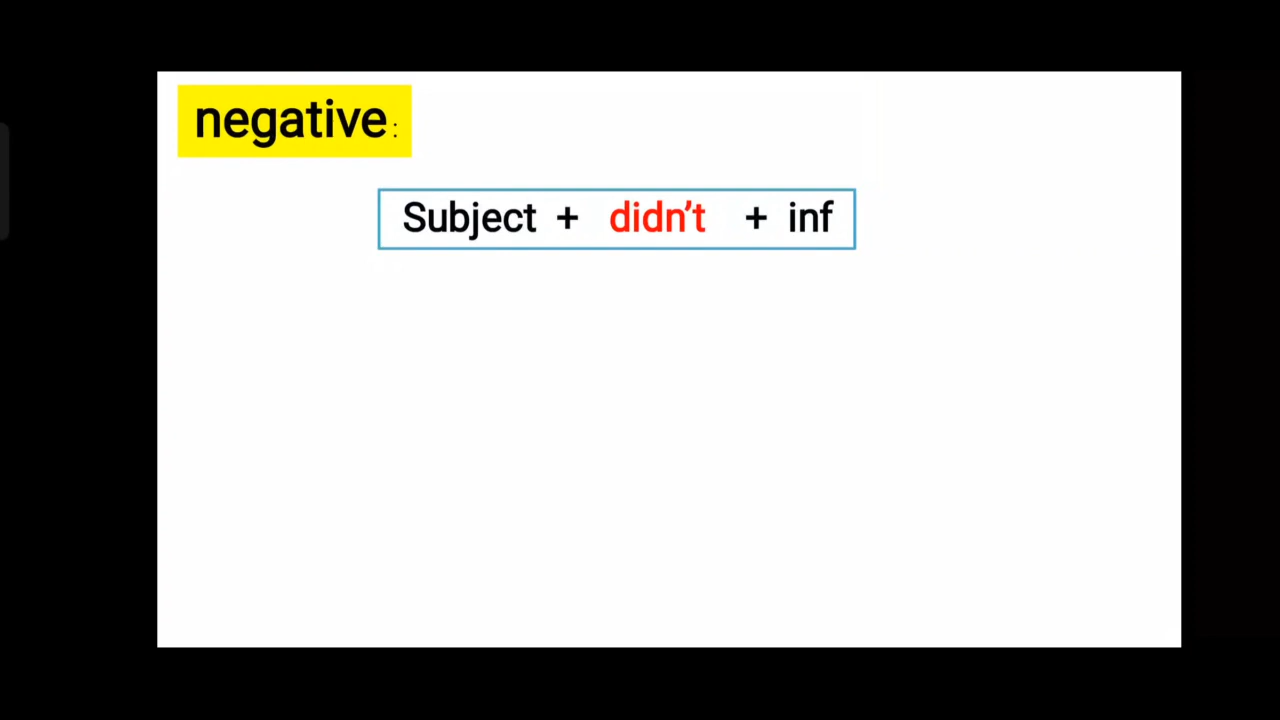 negative :
Subject + didn’t + inf